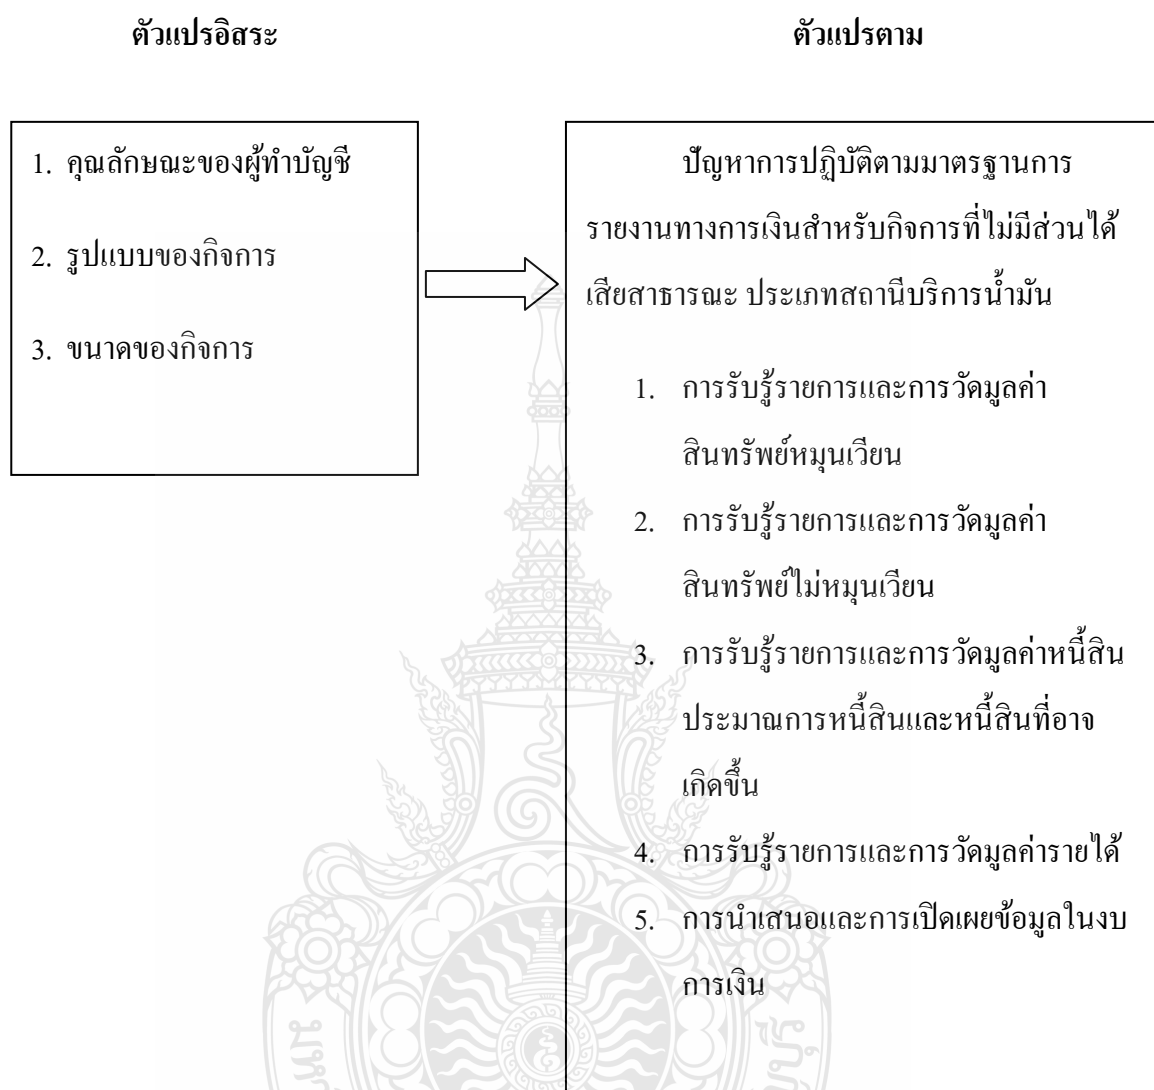 ตัวแปรอิสระ
ตัวแปรตาม
1. คุณลักษณะของผู้ทำบัญชี
2. รูปแบบของกิจการ
3. ขนาดของกิจการ
ปัญหาการปฏิบัติตามมาตรฐานการ
รายงานทางการเงินสำหรับกิจการที่ไม่มีส่วนได้
เสียสาธารณะ ประเภทสถานีบริการน้ำมัน
1. การรับรู้รายการและการวัดมูลค่า
สินทรัพย์หมุนเวียน
2. การรับรู้รายการและการวัดมูลค่า
สินทรัพย์ไม่หมุนเวียน
3. การรับรู้รายการและการวัดมูลค่าหนี้สิน
ประมาณการหนี้สินและหนี้สินที่อาจ
เกิดขึ้น
4. การรับรู้รายการและการวัดมูลค่ารายได้
5. การนำเสนอและการเปิดเผยข้อมูลในงบ
การเงิน